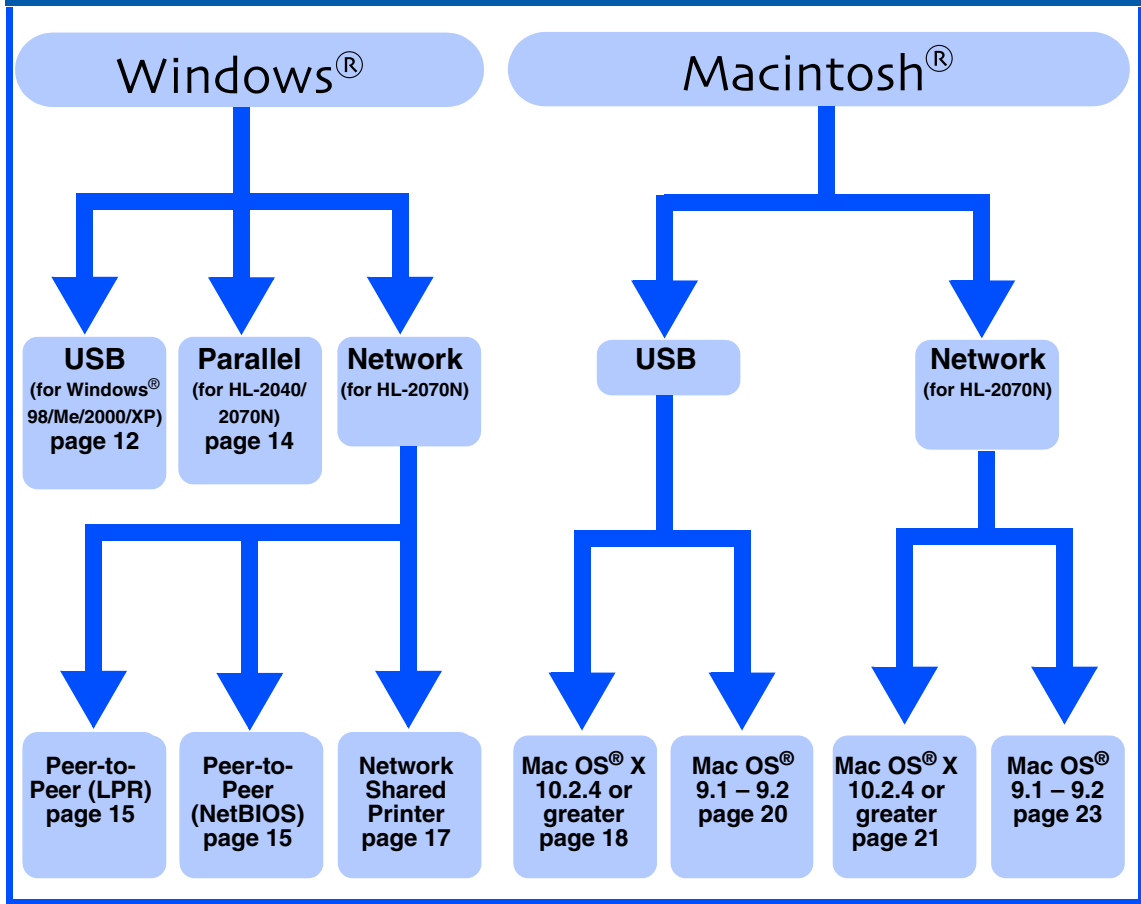 Windows®
Macintosh®
USB
(for Windows®
98/Me/2000/XP)
page 12
Parallel
(for HL-2040/
2070N)
page 14
Network
(for HL-2070N)
USB
Network
(for HL-2070N)
Peer-to-
Peer (LPR)
page 15
Peer-to-
Peer
(NetBIOS)
page 15
Network
Shared
Printer
page 17
Mac OS® X
10.2.4 or
greater
page 18
Mac OS®
9.1 – 9.2
page 20
Mac OS® X
10.2.4 or
greater
page 21
Mac OS®
9.1 – 9.2
page 23